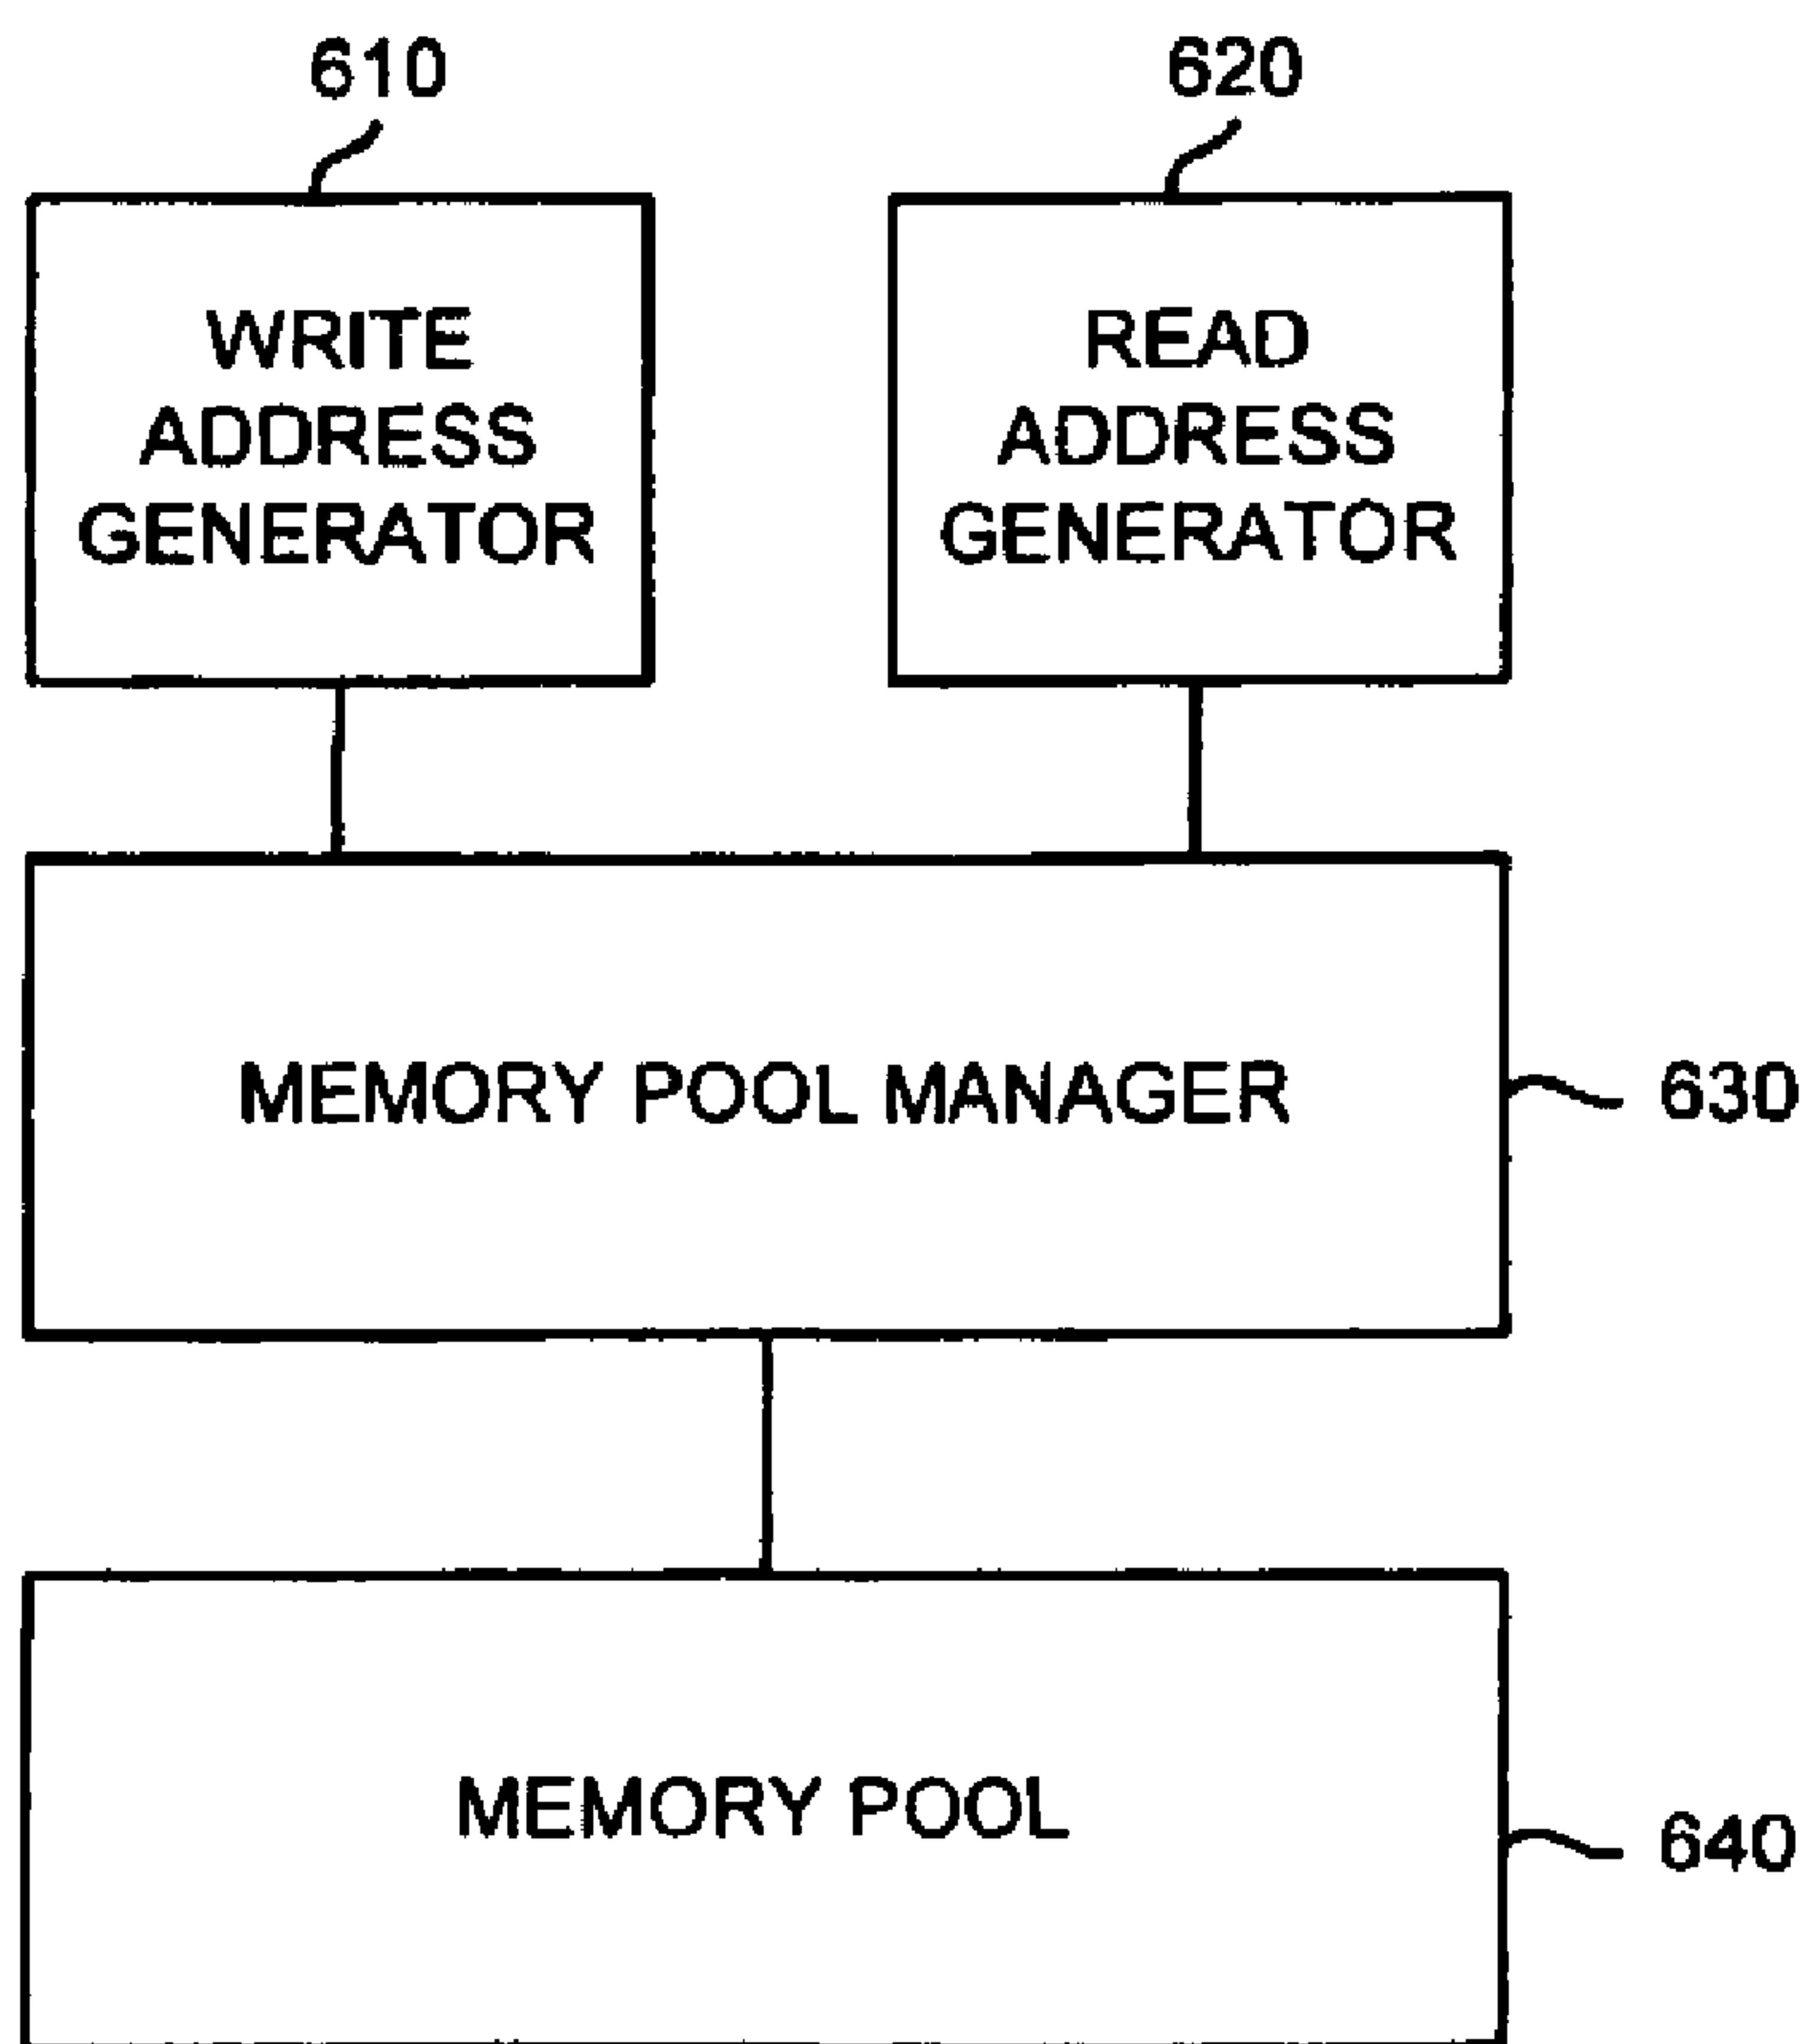 610
620
WRITE
ADDRESS
GENERATOR
READ
ADDRESS
GENERATOR
MEMORY POOL MANAGER
630
MEMORY POOL
640